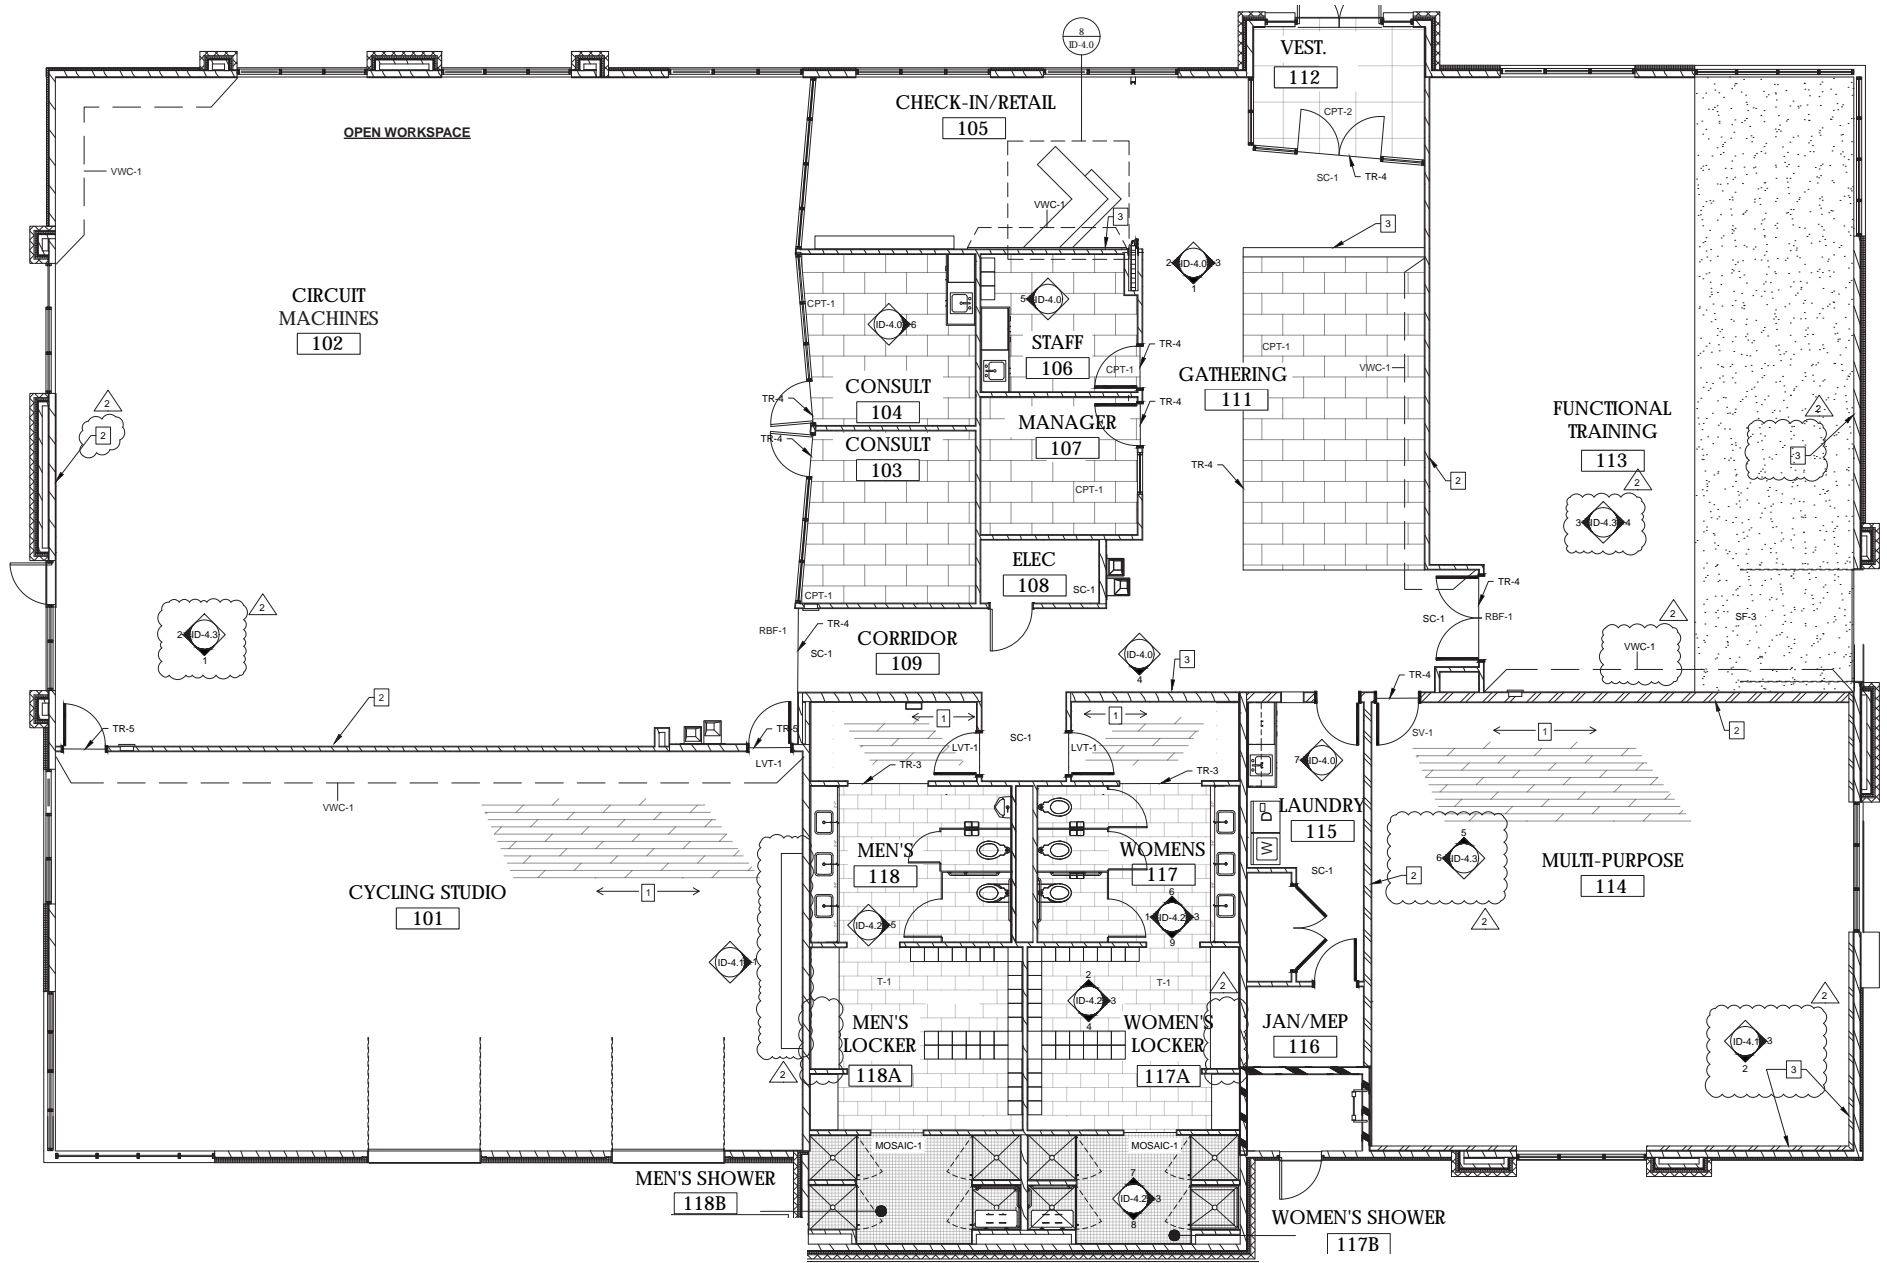 8
ID-4.0
VEST.
112
CPT-2
CHECK-IN/RETAIL
105
OPEN WORKSPACE
VWC-1
SC-1
TR-4
VWC-1
3
3
2 ID-4.0 3
1
CIRCUIT
MACHINES
102
CPT-1
ID-4.0 6
5 ID-4.0
STAFF
106
CPT-1
TR-4
CONSULT
104
TR-4
GATHERING
111
CPT-1
VWC-1
TR-4
MANAGER
107
CPT-1
TR-4
CONSULT
103
CPT-1
TR-4
2
FUNCTIONAL
TRAINING
113
2
3 ID-4.3 4
2
3
2
2
ELEC
108
SC-1
2 ID-4.3
1
2
RBF-1
TR-4
SC-1
CORRIDOR
109
ID-4.0
4
3
SC-1
TR-4
RBF-1
SF-3
2
VWC-1
TR-4
2
TR-5
TR-5
LVT-1
VWC-1
1
LVT-1
SC-1
1
LVT-1
TR-3
TR-3
7 ID-4.0
SV-1
1
2
LAUNDRY
115
D
W
SC-1
2
5
6 ID-4.3
2
MULTI-PURPOSE
114
CYCLING STUDIO
101
1
MEN'S
118
ID-4.2 5
WOMENS
117
6
1 ID-4.2 3
9
ID-4.1 1
2
T-1
2
ID-4.2 3
4
T-1
2
MEN'S
LOCKER
118A
WOMEN'S
LOCKER
117A
JAN/MEP
116
2
ID-4.1 3
2
3
MOSAIC-1
MOSAIC-1
MEN'S SHOWER
118B
7
ID-4.2 3
8
WOMEN'S SHOWER
117B